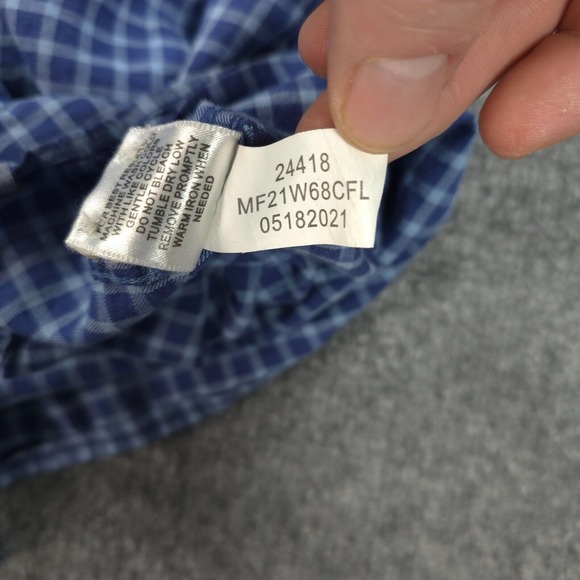 MACHINE WASH COLD
WITH LIKE COLORS
GENTLE CYCLE
DO NOT BLEACH
TUMBLE DRY LOW
REMOVE PROMPTLY
WARM IRON WHEN
NEEDED
24418
MF21W68CFL
05182021